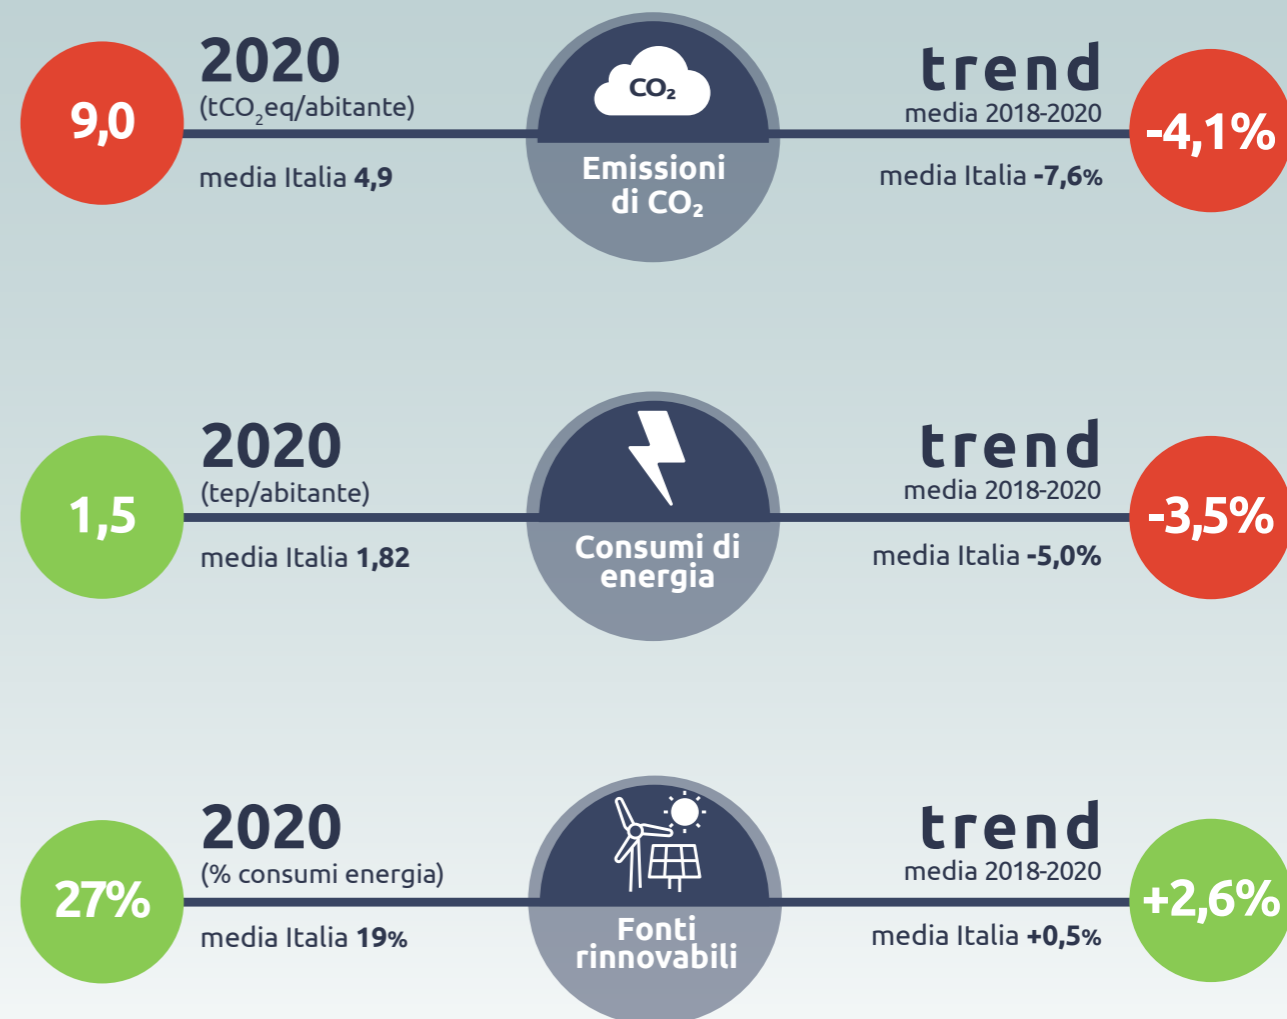 2020
(tCO₂eq/abitante)
9,0
media Italia 4,9
CO₂
Emissioni
di CO₂
trend
media 2018-2020
-4,1%
media Italia -7,6%
2020
(tep/abitante)
1,5
media Italia 1,82
Consumi di
energia
trend
media 2018-2020
-3,5%
media Italia -5,0%
2020
(% consumi energia)
27%
media Italia 19%
Fonti
rinnovabili
trend
media 2018-2020
+2,6%
media Italia +0,5%